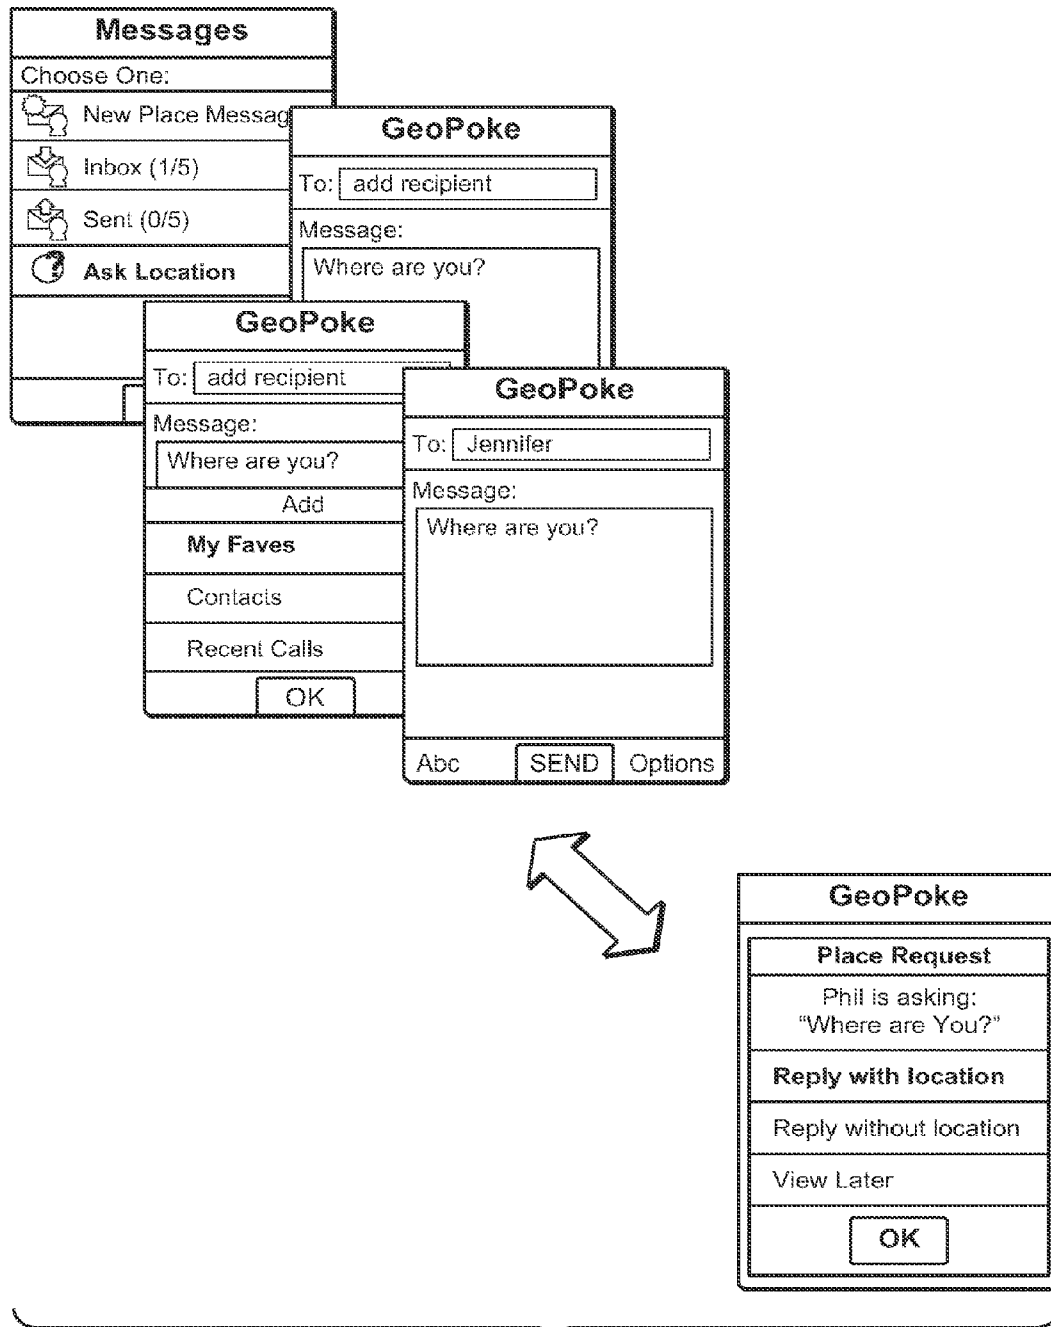 Messages
Choose One:
New Place Messag
Inbox (1/5)
Sent (0/5)
Ask Location
GeoPoke
To: add recipient
Message:
Where are you?
GeoPoke
To: add recipient
Message:
Where are you?
Add
My Faves
Contacts
Recent Calls
OK
GeoPoke
To: Jennifer
Message:
Where are you?
Abc SEND Options
GeoPoke
Place Request
Phil is asking:
“Where are You?”
Reply with location
Reply without location
View Later
OK